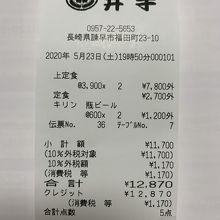 井手
0957-22-5653
長崎県諫早市福田町23-10
2020年 5月23日(土)19時50分000101
上定食
@3,900× 2 ¥7,800外
定食 ¥2,700外
キリン 瓶ビール
@600× 2 ¥1,200外
伝票No. 36 テーブルNo. 7
小 計 額 ¥11,700
(10%外税対象 ¥11,700)
10%外税額 ¥1,170
(消費税 等 ¥1,170)
合 計 ¥12,870
クレジット ¥12,870
(消費税 等 ¥1,170)
合計点数 5点